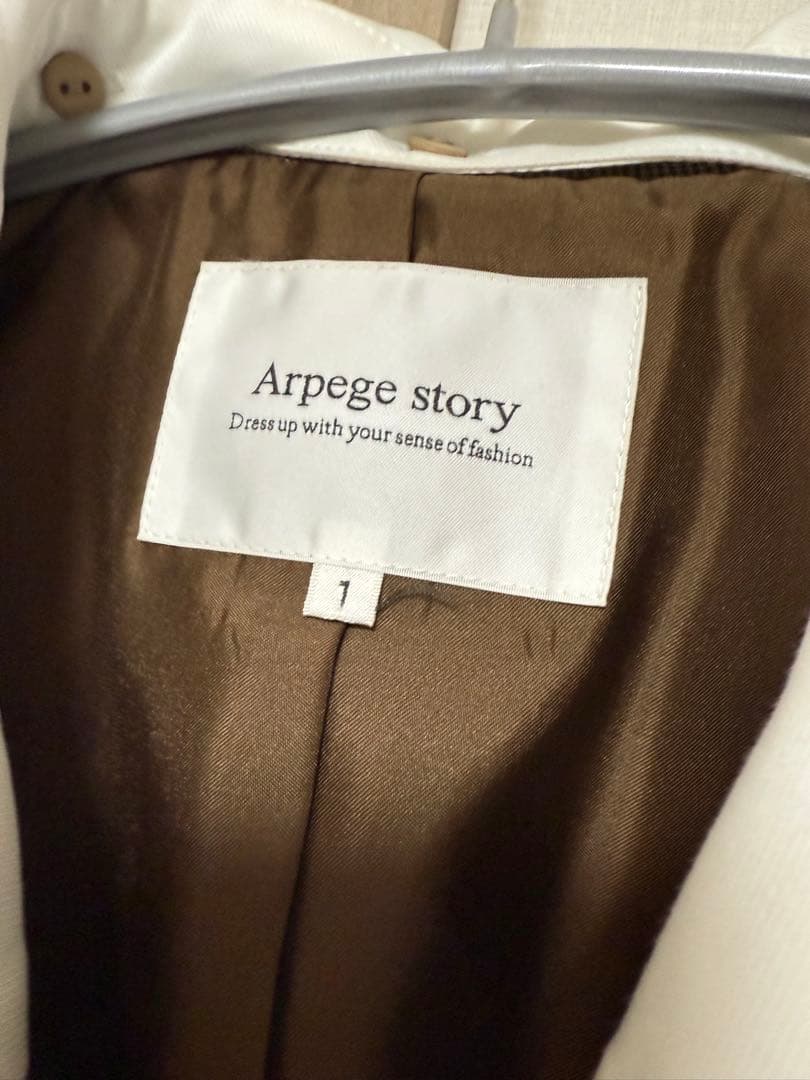 Arpege story
Dress up with your sense of fashion
1